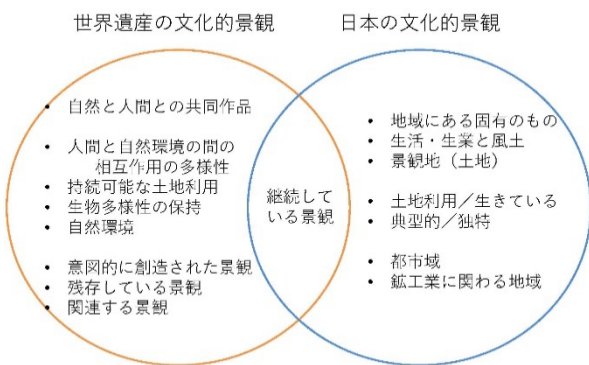 世界遺産の文化的景観
日本の文化的景観
• 自然と人間との共同作品
• 人間と自然環境の間の
相互作用の多様性
• 持続可能な土地利用
• 生物多様性の保持
• 自然環境
• 意図的に創造された景観
• 残存している景観
• 関連する景観
継続して
いる景観
• 地域にある固有のもの
• 生活・生業と風土
• 景観地（土地）
• 土地利用／生きている
• 典型的／独特
• 都市域
• 鉱工業に関わる地域